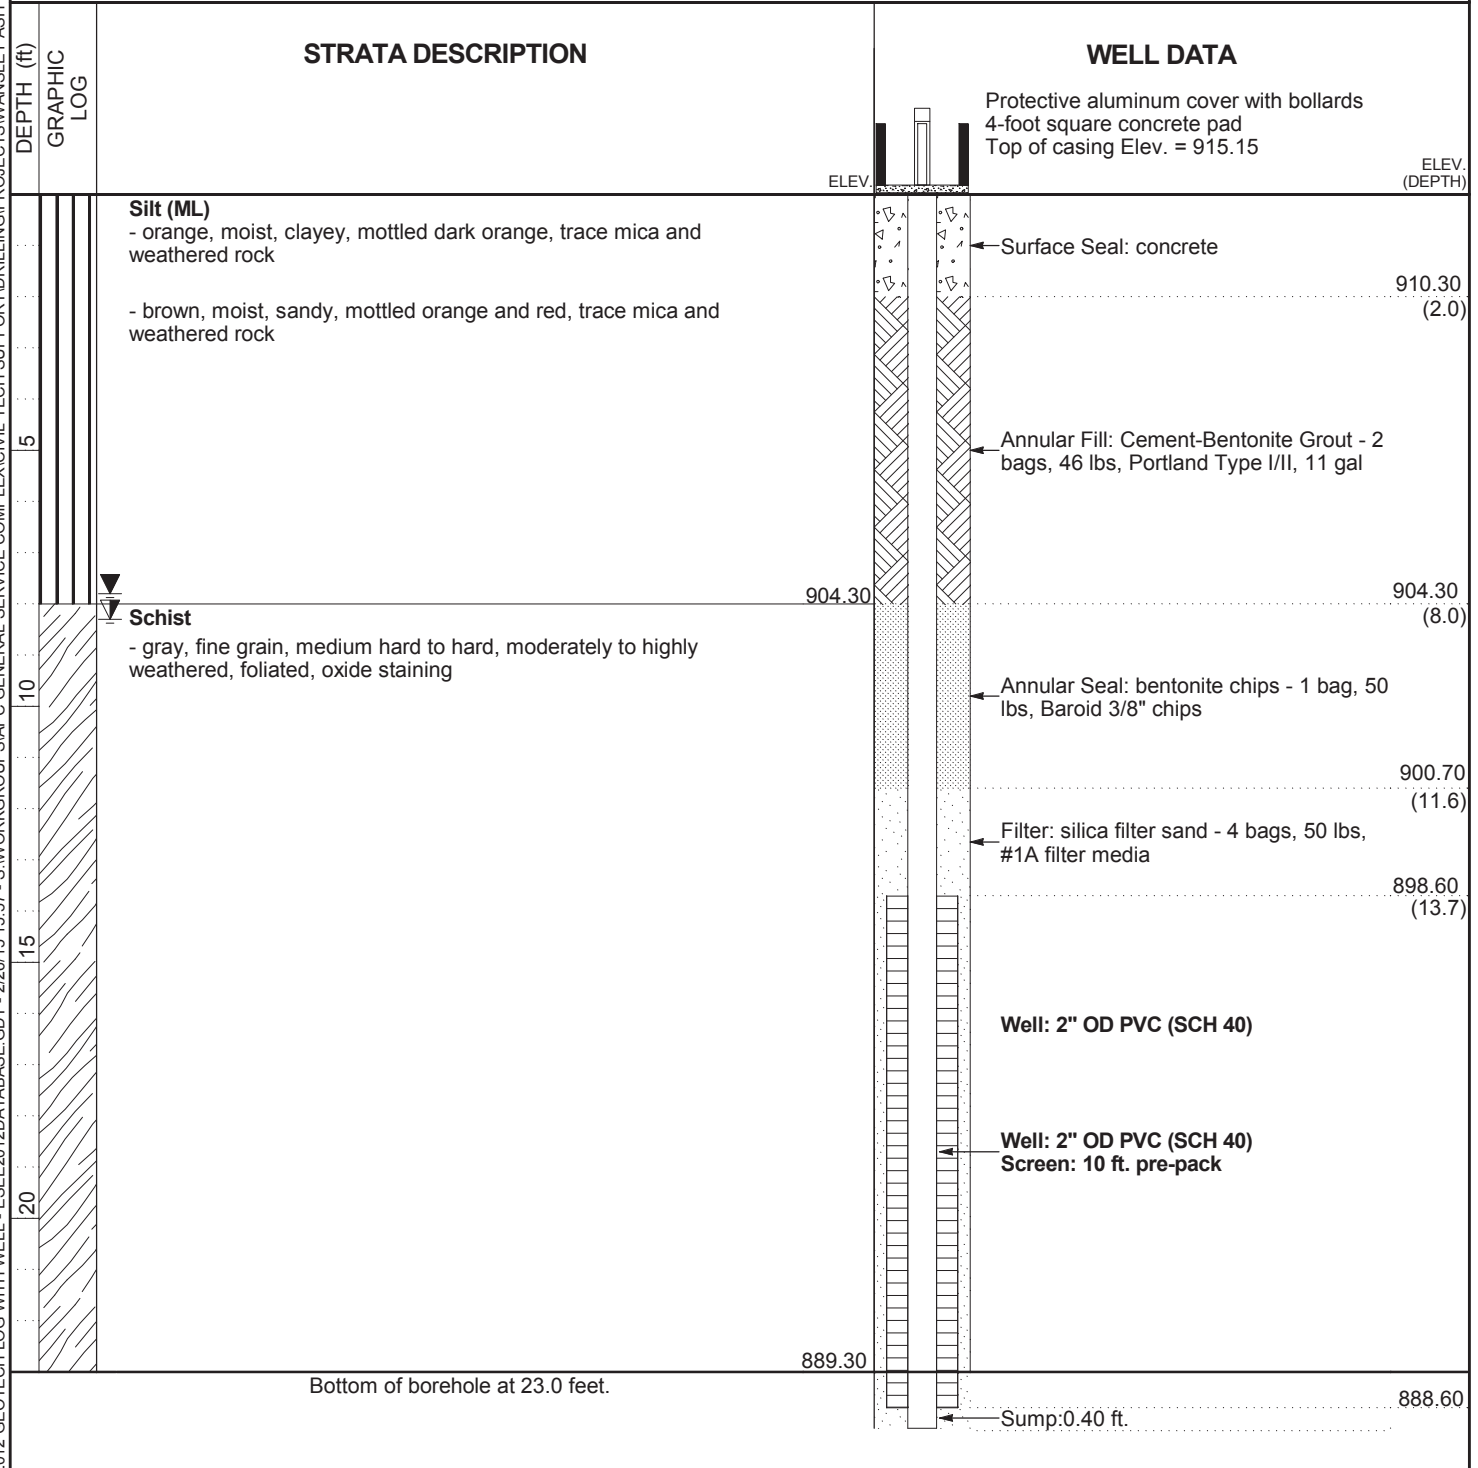 DEPTH (ft)
GRAPHIC
LOG
STRATA DESCRIPTION
ELEV.
WELL DATA
Protective aluminum cover with bollards
4-foot square concrete pad
Top of casing Elev. = 915.15
ELEV.
(DEPTH)
Silt (ML)
- orange, moist, clayey, mottled dark orange, trace mica and
weathered rock
Surface Seal: concrete
910.30
(2.0)
- brown, moist, sandy, mottled orange and red, trace mica and
weathered rock
5
Annular Fill: Cement-Bentonite Grout - 2
bags, 46 lbs, Portland Type I/II, 11 gal
904.30
904.30
(8.0)
Schist
- gray, fine grain, medium hard to hard, moderately to highly
weathered, foliated, oxide staining
10
Annular Seal: bentonite chips - 1 bag, 50
lbs, Baroid 3/8" chips
900.70
(11.6)
Filter: silica filter sand - 4 bags, 50 lbs,
#1A filter media
898.60
(13.7)
15
Well: 2" OD PVC (SCH 40)
Well: 2" OD PVC (SCH 40)
Screen: 10 ft. pre-pack
20
889.30
Bottom of borehole at 23.0 feet.
888.60
Sump:0.40 ft.